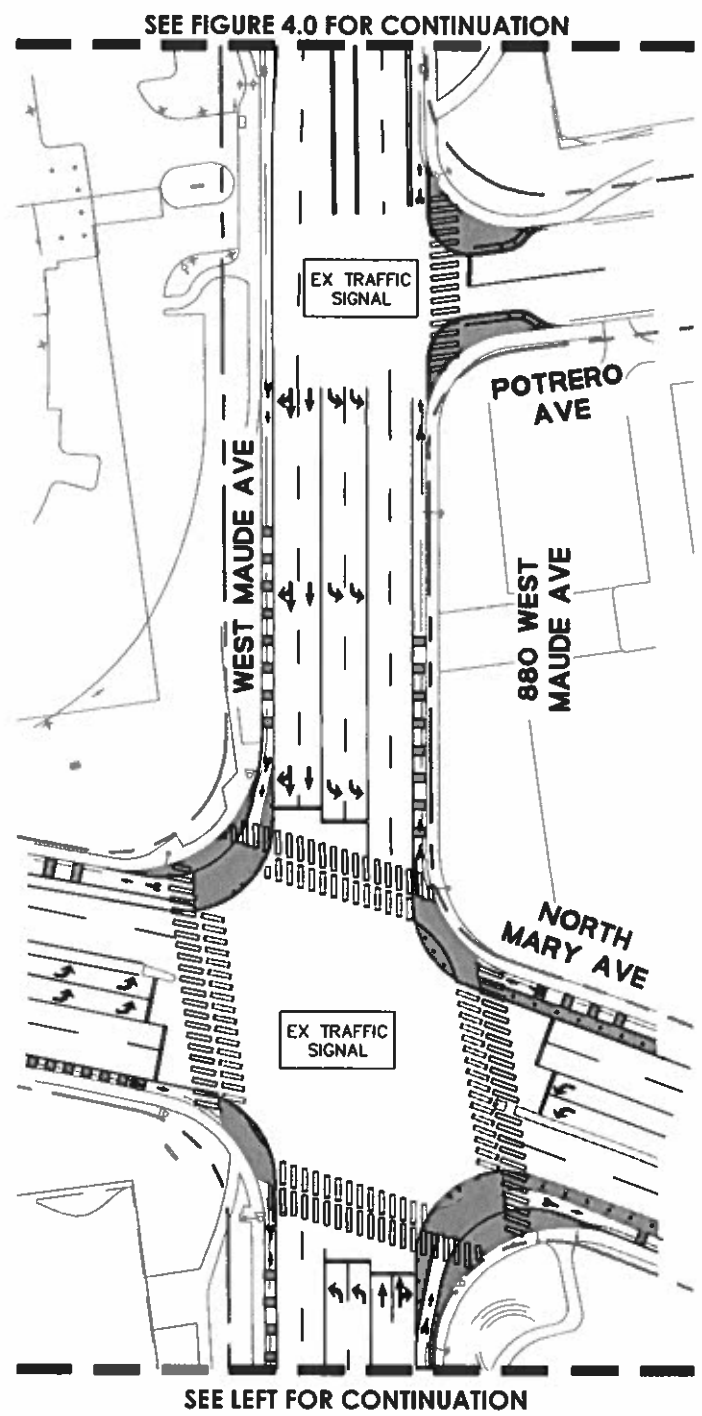 SEE FIGURE 4.0 FOR CONTINUATION
EX TRAFFIC
SIGNAL
POTRERO
AVE
WEST MAUDE AVE
880 WEST
MAUDE AVE
NORTH
MARY AVE
EX TRAFFIC
SIGNAL
SEE LEFT FOR CONTINUATION